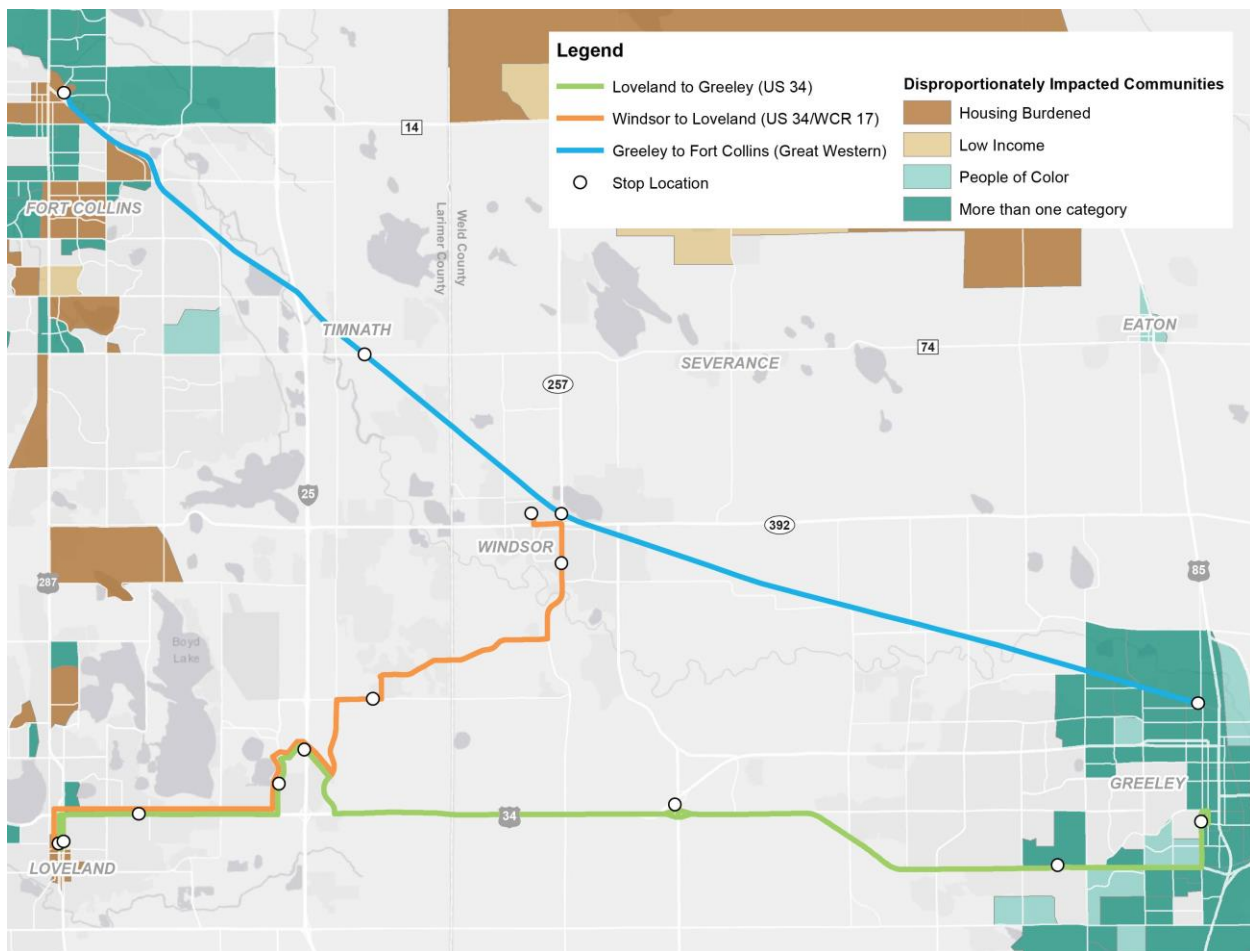 Legend
Loveland to Greeley (US 34)
Windsor to Loveland (US 34/WCR 17)
Greeley to Fort Collins (Great Western)
Stop Location
Disproportionately Impacted Communities
Housing Burdened
Low Income
People of Color
More than one category
14
FORT COLLINS
Weld County
Larimer County
TIMNATH
EATON
74
SEVERANCE
257
25
392
WINDSOR
287
85
Boyd
Lake
GREELEY
34
LOVELAND